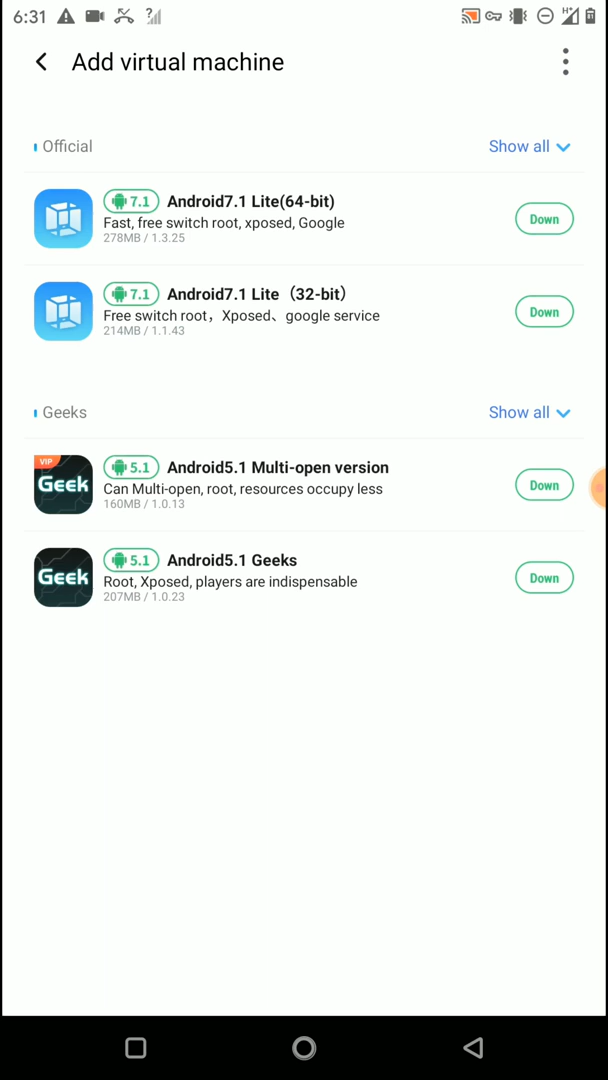 6:31
Add virtual machine
Official
Show all
7.1 Android7.1 Lite(64-bit)
Fast, free switch root, xposed, Google
278MB / 1.3.25
Down
7.1 Android7.1 Lite（32-bit）
Free switch root，Xposed、google service
214MB / 1.1.43
Down
Geeks
Show all
VIP
Geek
5.1 Android5.1 Multi-open version
Can Multi-open, root, resources occupy less
160MB / 1.0.13
Down
Geek
5.1 Android5.1 Geeks
Root, Xposed, players are indispensable
207MB / 1.0.23
Down